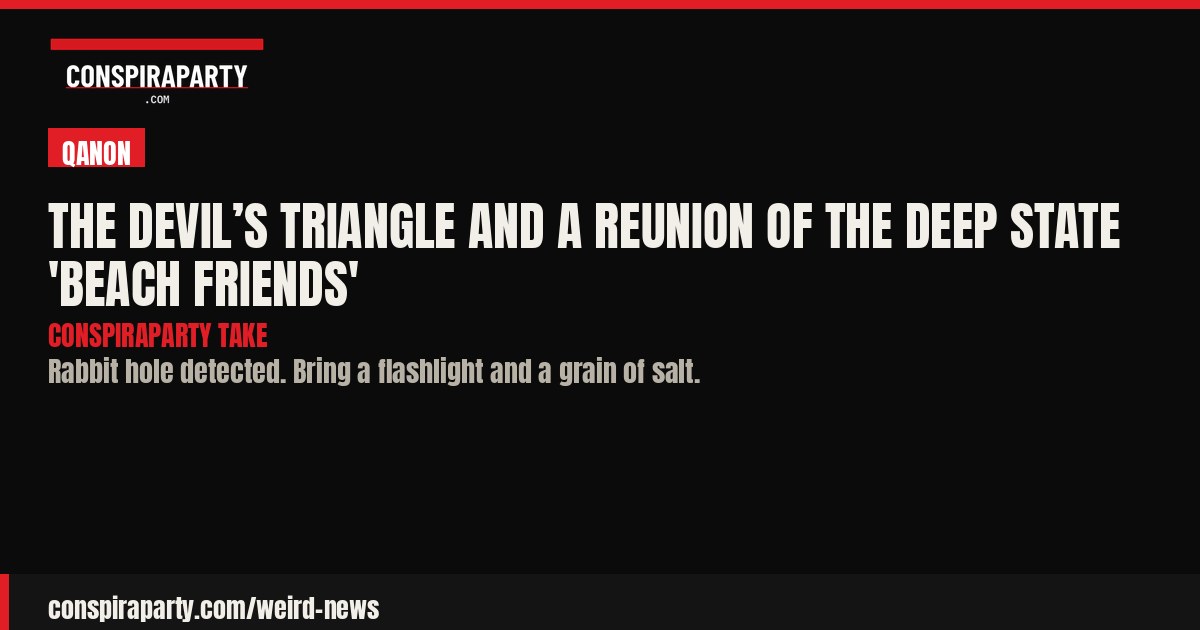 CONSPIRAPARTY
.COM
QANON
THE DEVIL’S TRIANGLE AND A REUNION OF THE DEEP STATE
'BEACH FRIENDS'
CONSPIRAPARTY TAKE
Rabbit hole detected. Bring a flashlight and a grain of salt.
conspiraparty.com/weird-news